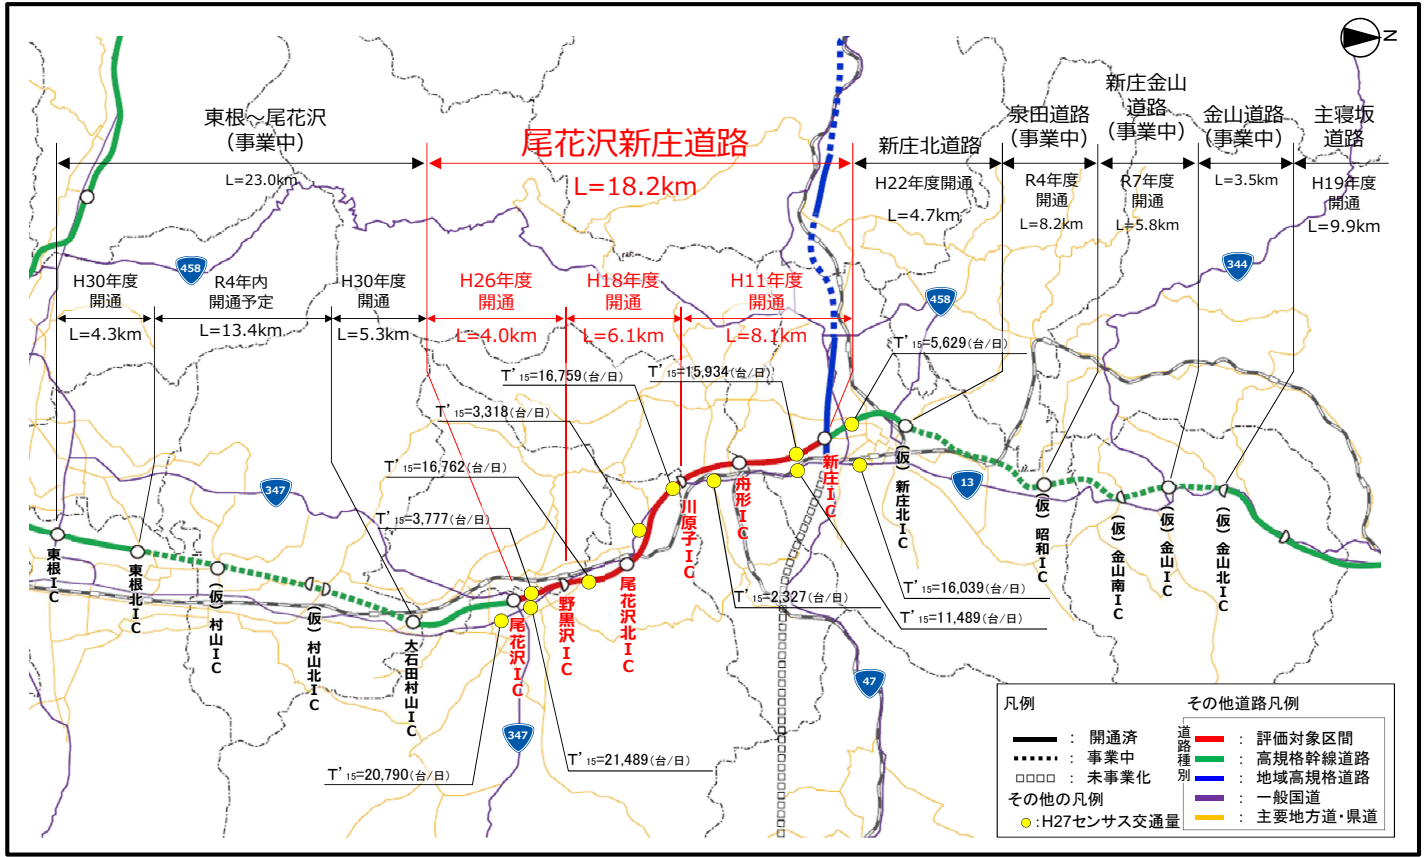 N
東根～尾花沢
（事業中）
L=23.0km
尾花沢新庄道路
L=18.2km
新庄北道路
H22年度開通
L=4.7km
泉田道路
（事業中）
R4年度
開通
L=8.2km
新庄金山
道路
（事業中）
R7年度
開通
L=5.8km
金山道路
（事業中）
L=3.5km
主寝坂
道路
H19年度
開通
L=9.9km
458
344
H30年度
開通
L=4.3km
R4年内
開通予定
L=13.4km
H30年度
開通
L=5.3km
H26年度
開通
L=4.0km
H18年度
開通
L=6.1km
H11年度
開通
L=8.1km
458
T'15=5,629(台/日)
T'15=16,759(台/日)
T'15=15,934(台/日)
T'15=3,318(台/日)
T'15=16,762(台/日)
T'15=3,777(台/日)
347
13
東根IC
東根北IC
(仮) 村山IC
(仮) 村山北IC
大石田村山IC
尾花沢IC
野黒沢IC
尾花沢北IC
川原子IC
舟形IC
新庄IC
(仮) 新庄北IC
(仮) 昭和IC
(仮) 金山南IC
(仮) 金山IC
(仮) 金山北IC
T'15=2,327(台/日)
T'15=16,039(台/日)
T'15=11,489(台/日)
47
347
T'15=20,790(台/日)
T'15=21,489(台/日)
凡例
： 開通済
： 事業中
： 未事業化
その他の凡例
：H27センサス交通量
その他道路凡例
道路種別
： 評価対象区間
： 高規格幹線道路
： 地域高規格道路
： 一般国道
： 主要地方道・県道